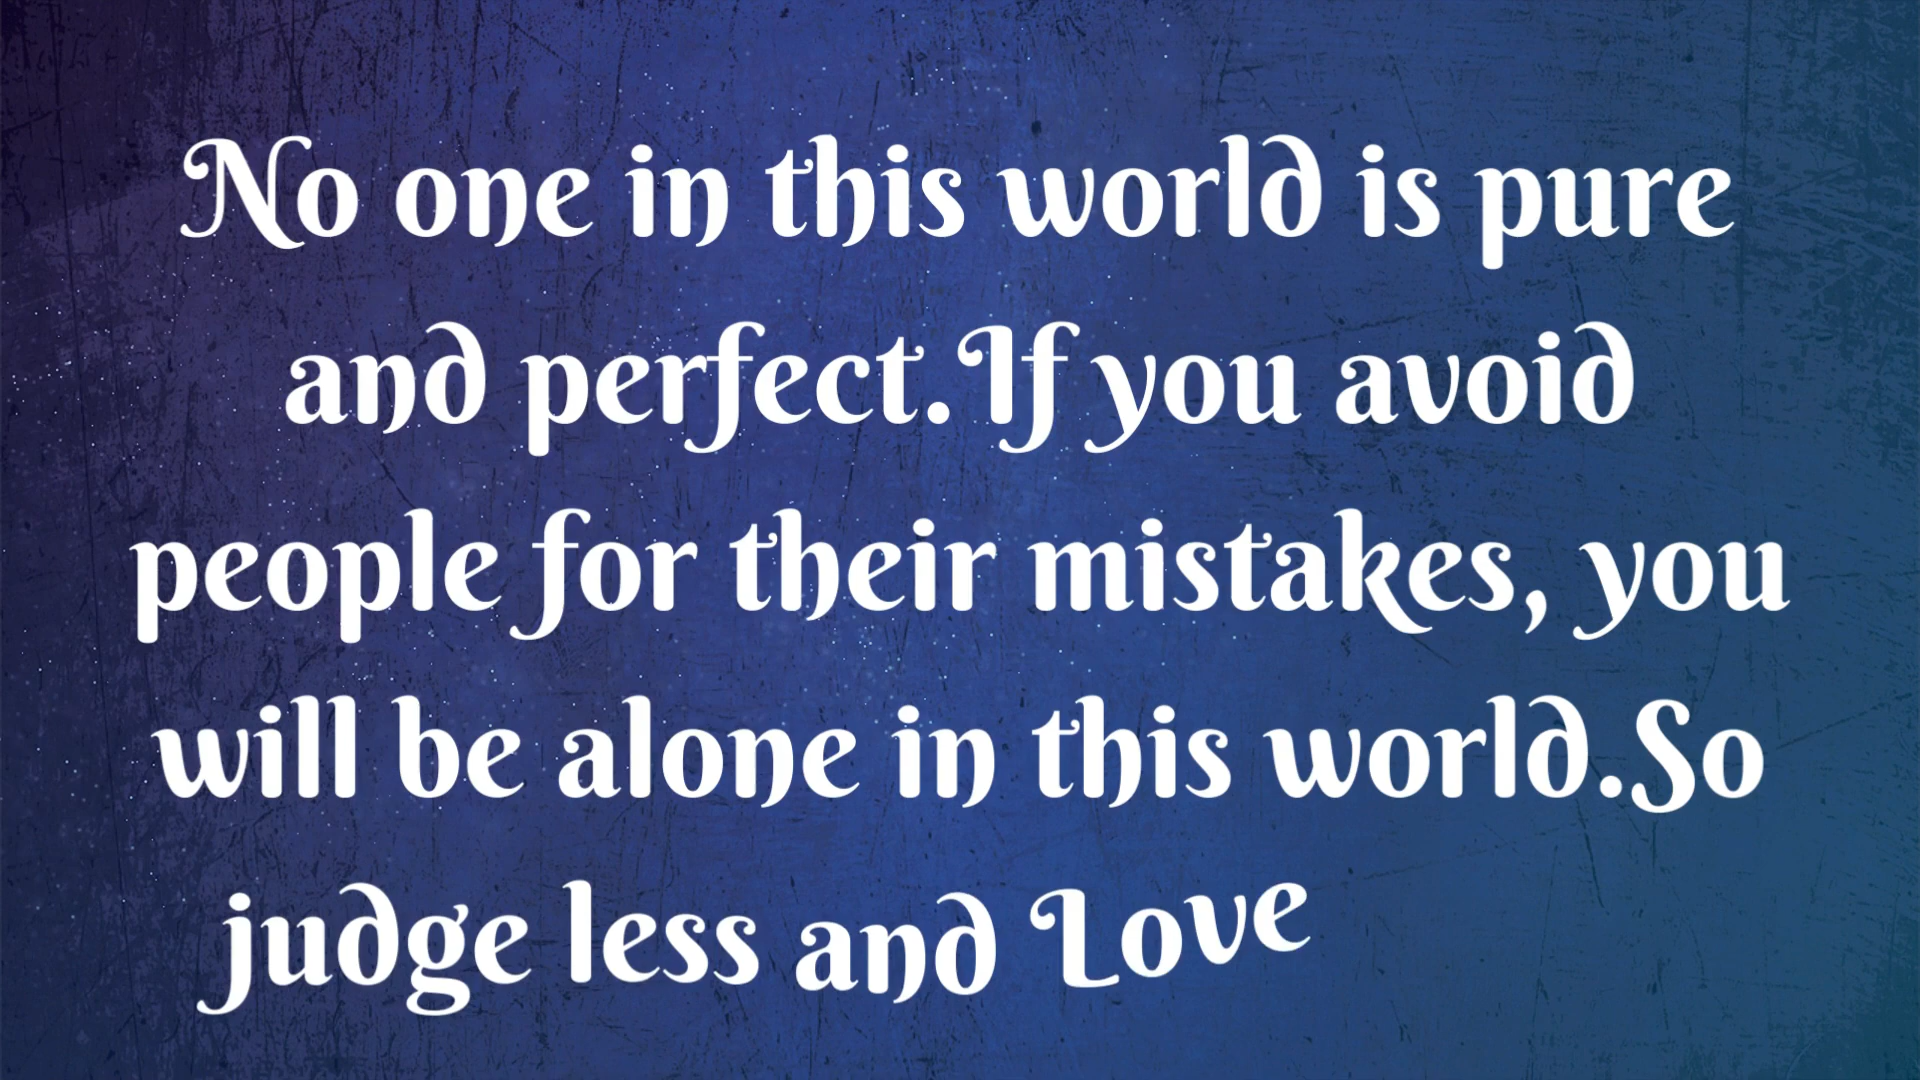 No one in this world is pure
and perfect.If you avoid
people for their mistakes, you
will be alone in this world.So
judge less and Love